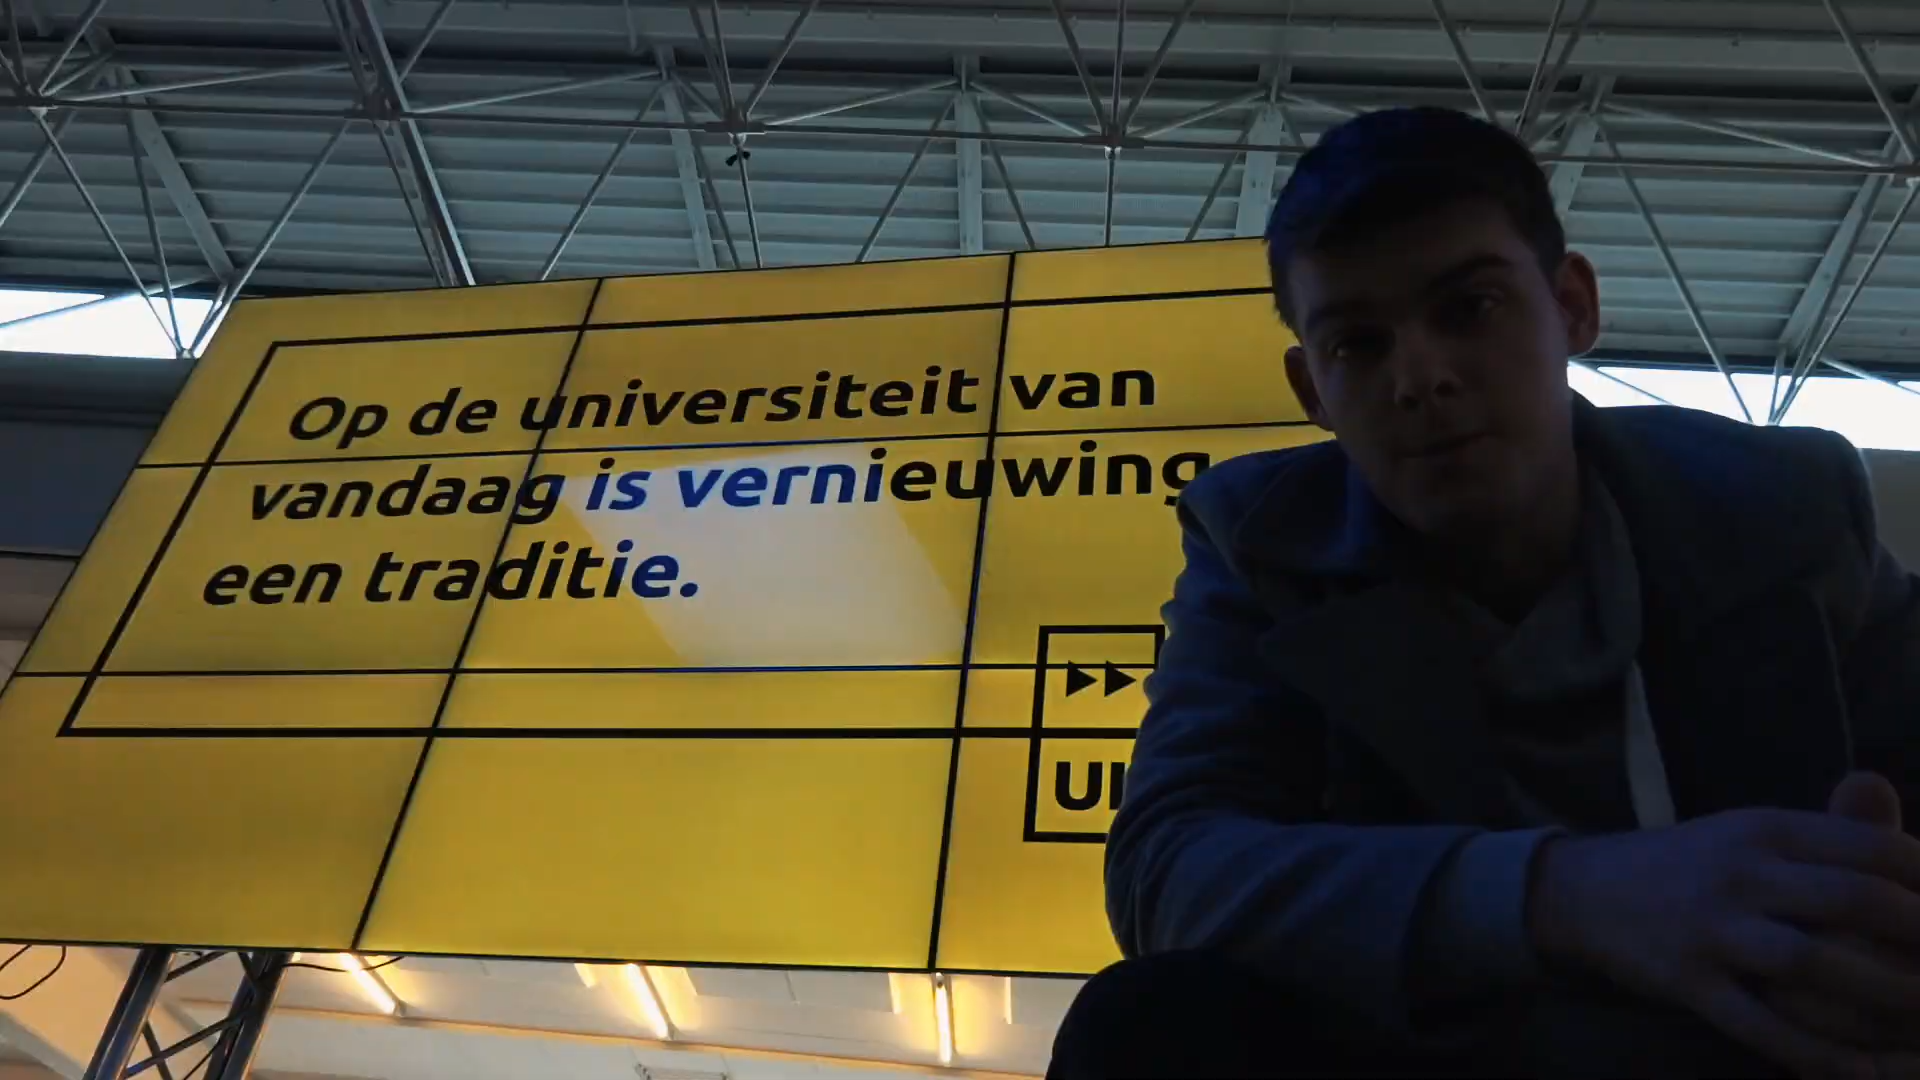 Op de universiteit van
vandaag is vernieuwing
een traditie.